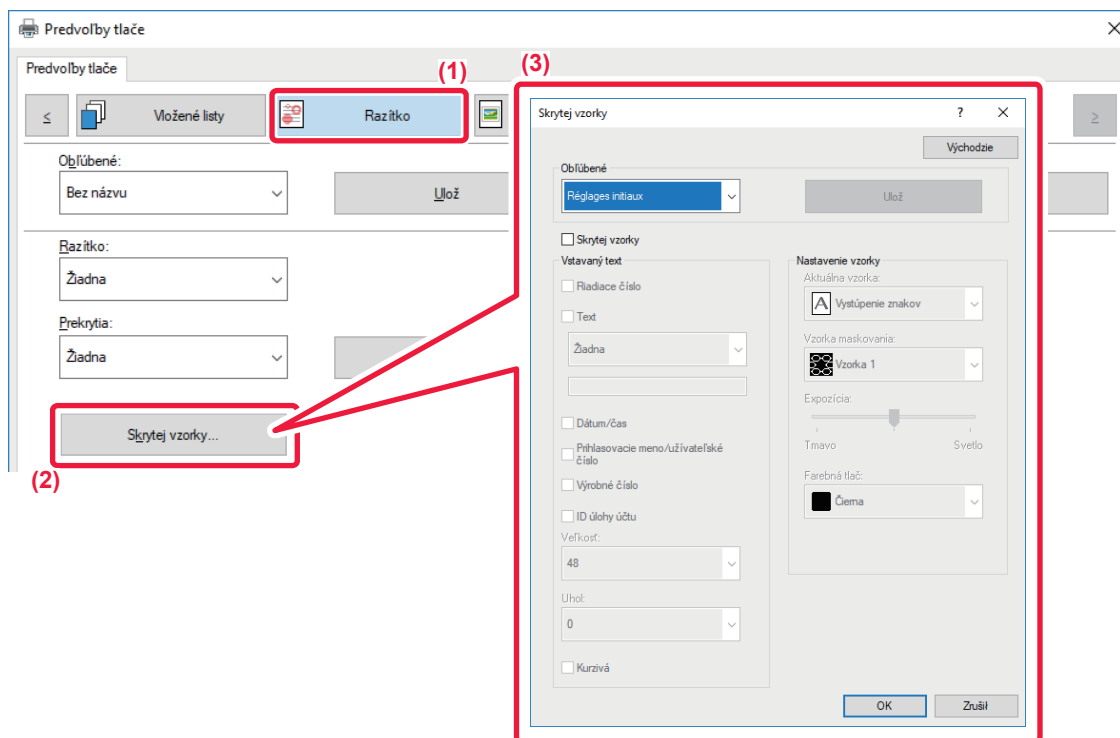 Predvoľby tlače
Predvoľby tlače
(1)
(3)
<
Vložené listy
Razítko
>
Obľúbené:
Bez názvu
Ulož
Razítko:
Žiadna
Prekrytia:
Žiadna
Skrytej vzorky...
(2)
Skrytej vzorky
?
Východzie
Obľúbené
Réglages initiaux
Ulož
Skrytej vzorky
Vstavaný text
Riadiace číslo
Text
Žiadna
Dátum/čas
Prihlasovacie meno/užívateľské
číslo
Výrobné číslo
ID úlohy účtu
Veľkosť:
48
Uhol:
0
Kurzivá
Nastavenie vzorky
Aktuálna vzorka:
A Vystúpenie znakov
Vzorka maskovania:
Vzorka 1
Expozícia:
Tmavo Svetlo
Farebná tlač:
Čierna
OK
Zrušiť